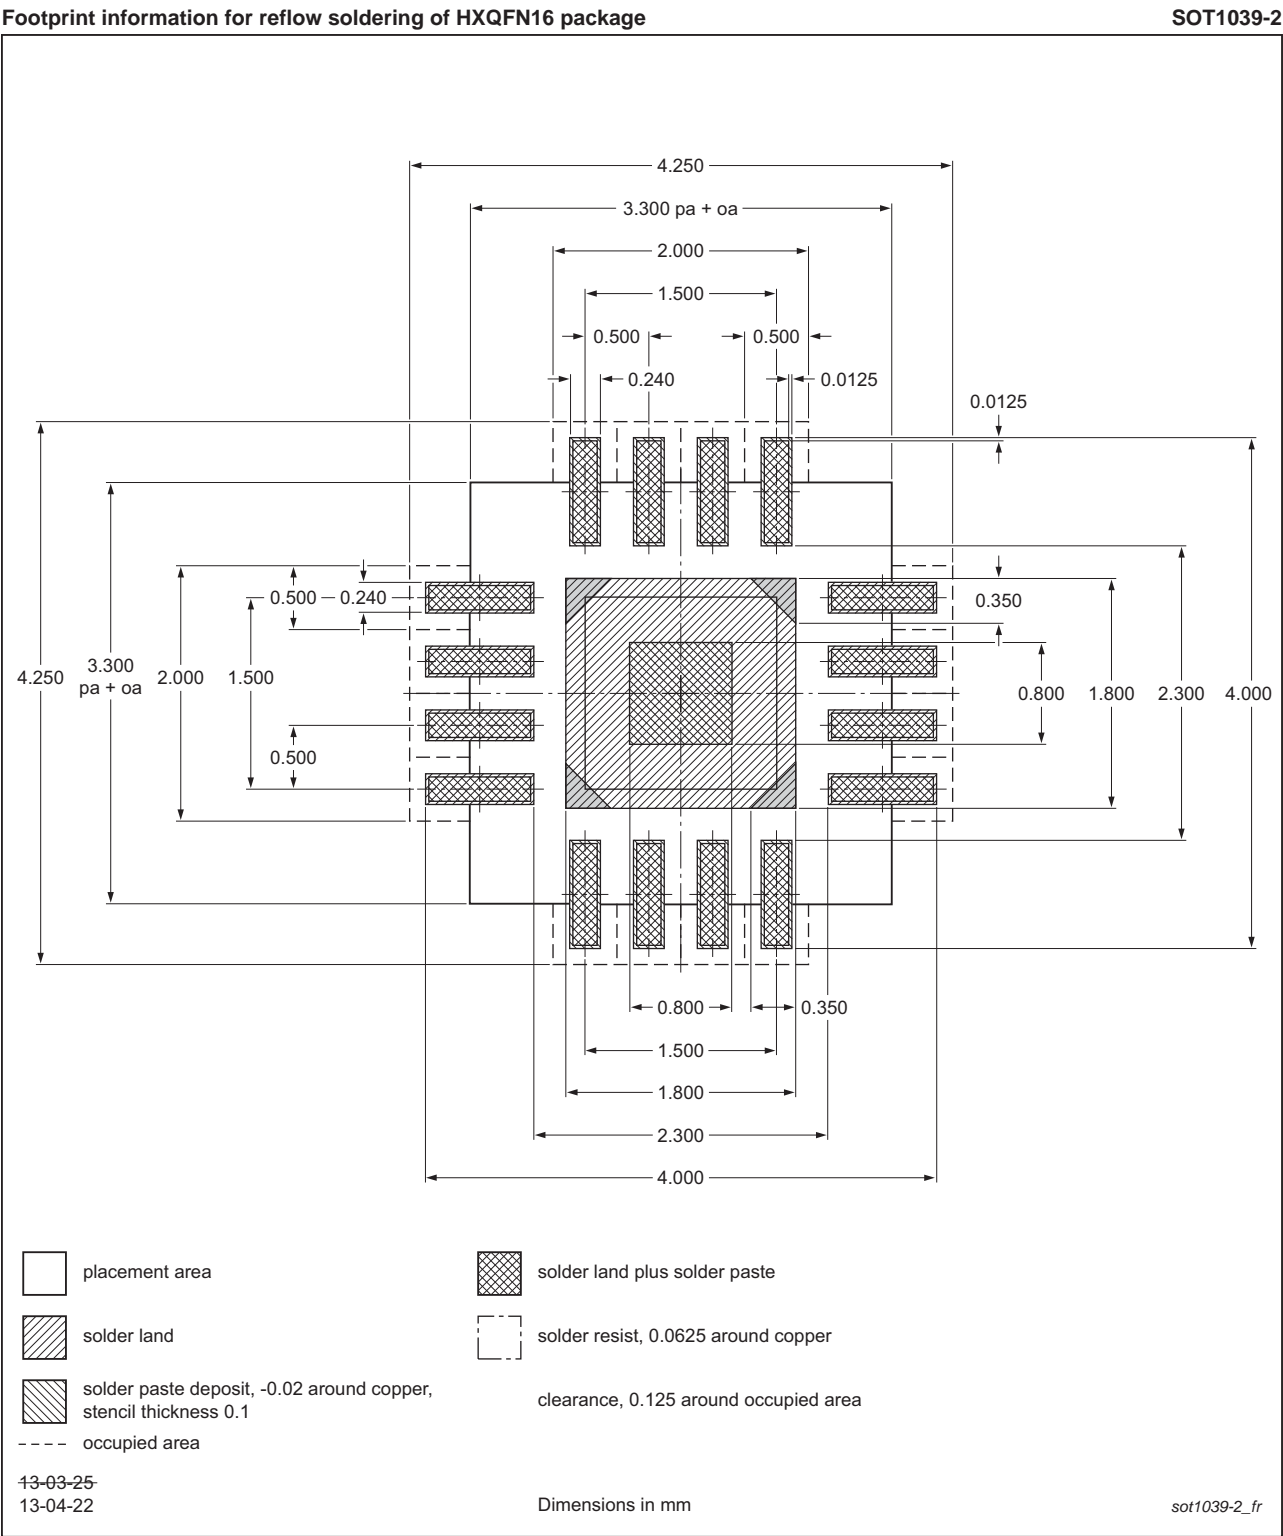 Footprint information for reflow soldering of HXQFN16 package SOT1039-2
4.250
3.300 pa + oa
2.000
1.500
0.500 0.500
0.240 0.0125
0.0125
0.500 0.240
0.350
4.250
3.300
pa + oa
2.000
1.500
0.800
1.800
2.300
4.000
0.500
0.800 0.350
1.500
1.800
2.300
4.000
placement area
solder land plus solder paste
solder land
solder resist, 0.0625 around copper
solder paste deposit, -0.02 around copper,
stencil thickness 0.1
clearance, 0.125 around occupied area
occupied area
13-03-25
13-04-22
Dimensions in mm
sot1039-2_fr